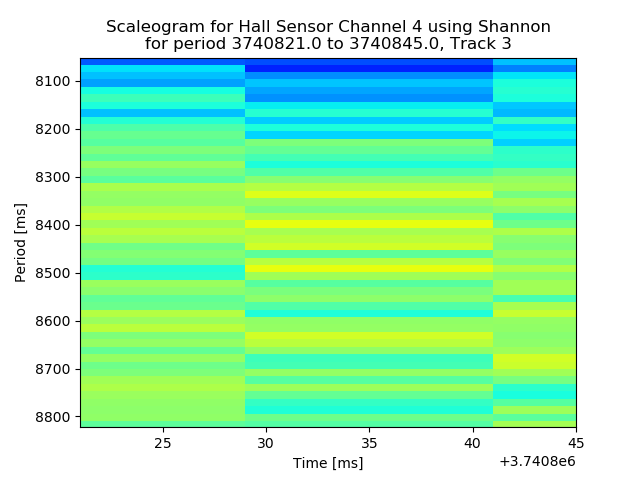 Scaleogram for Hall Sensor Channel 4 using Shannon
for period 3740821.0 to 3740845.0, Track 3
Period [ms]
8100
8200
8300
8400
8500
8600
8700
8800
25 30 35 40 45
Time [ms]
+3.7408e6